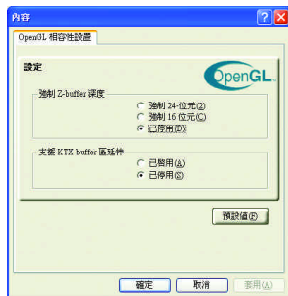 內容
OpenGL 相容性設置
設定
OpenGL
強制 Z-buffer 深度
強制 24-位元(2)
強制 16 位元(C)
已停用(D)
支援 KTX buffer 區延伸
已啓用(A)
已停用(S)
預設值(F)
確定
取消
套用(A)